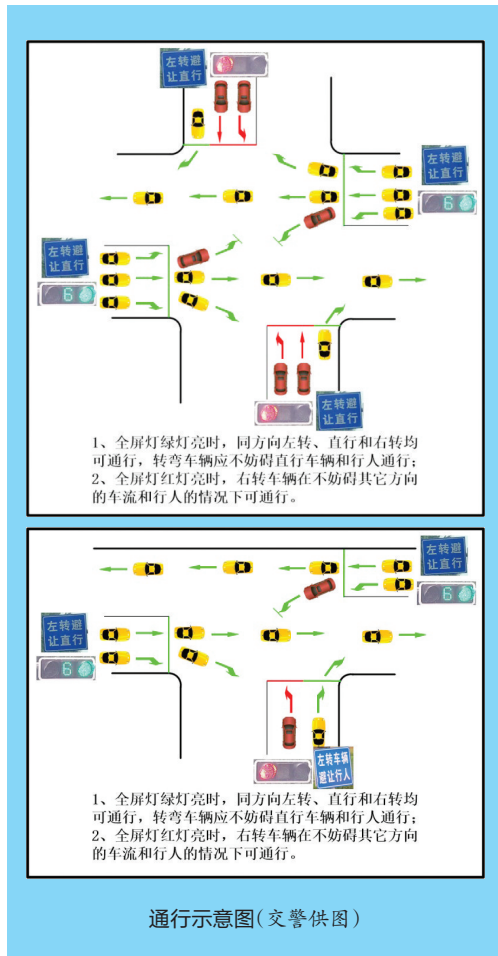 左转避
让直行
左转避
让直行
6
左转避
让直行
6
左转避
让直行
1、全屏灯绿灯亮时，同方向左转、直行和右转均
可通行，转弯车辆应不妨碍直行车辆和行人通行；
2、全屏灯红灯亮时，右转车辆在不妨碍其它方向
的车流和行人的情况下可通行。
左转避
让直行
6
左转避
让直行
6
左转车辆
避让行人
1、全屏灯绿灯亮时，同方向左转、直行和右转均
可通行，转弯车辆应不妨碍直行车辆和行人通行；
2、全屏灯红灯亮时，右转车辆在不妨碍其它方向
的车流和行人的情况下可通行。
通行示意图(交警供图)